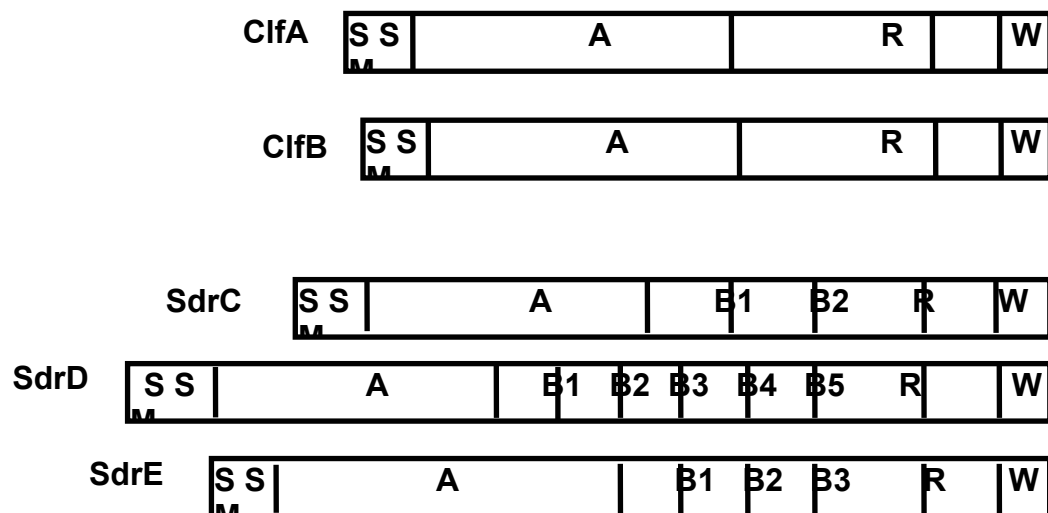 ClfA S S A R W
M
ClfB S S A R W
M
SdrC S S A B1 B2 R W
M
SdrD S S A B1 B2 B3 B4 B5 R W
M
SdrE S S A B1 B2 B3 R W
M